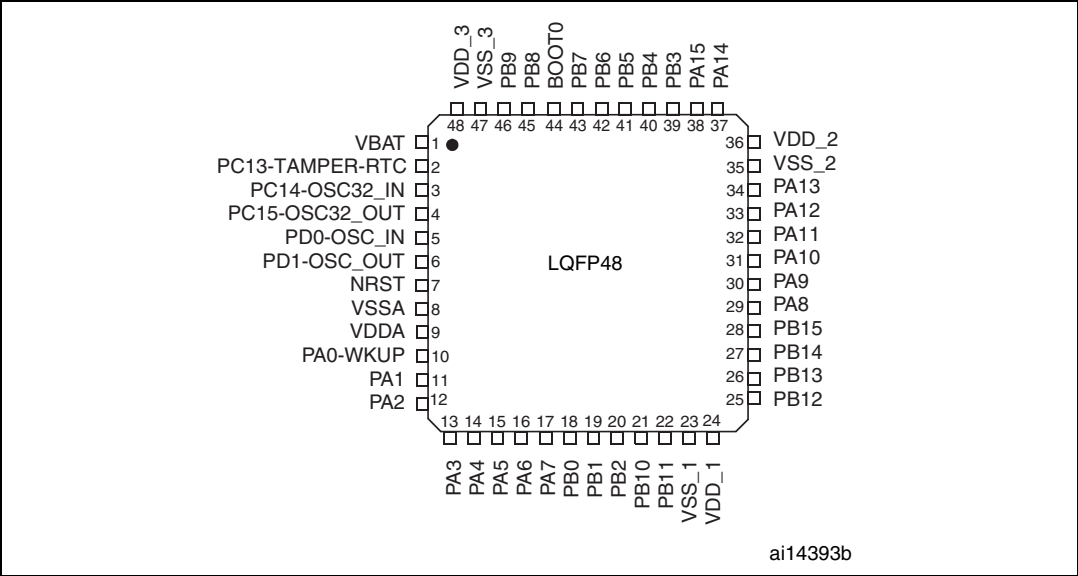 VDD_3
VSS_3
PB9
PB8
BOOT0
PB7
PB6
PB5
PB4
PB3
PA15
PA14
48 47 46 45 44 43 42 41 40 39 38 37
VBAT 1
PC13-TAMPER-RTC 2
PC14-OSC32_IN 3
PC15-OSC32_OUT 4
PD0-OSC_IN 5
PD1-OSC_OUT 6
NRST 7
VSSA 8
VDDA 9
PA0-WKUP 10
PA1 11
PA2 12
LQFP48
36 VDD_2
35 VSS_2
34 PA13
33 PA12
32 PA11
31 PA10
30 PA9
29 PA8
28 PB15
27 PB14
26 PB13
25 PB12
13 14 15 16 17 18 19 20 21 22 23 24
PA3
PA4
PA5
PA6
PA7
PB0
PB1
PB2
PB10
PB11
VSS_1
VDD_1
ai14393b